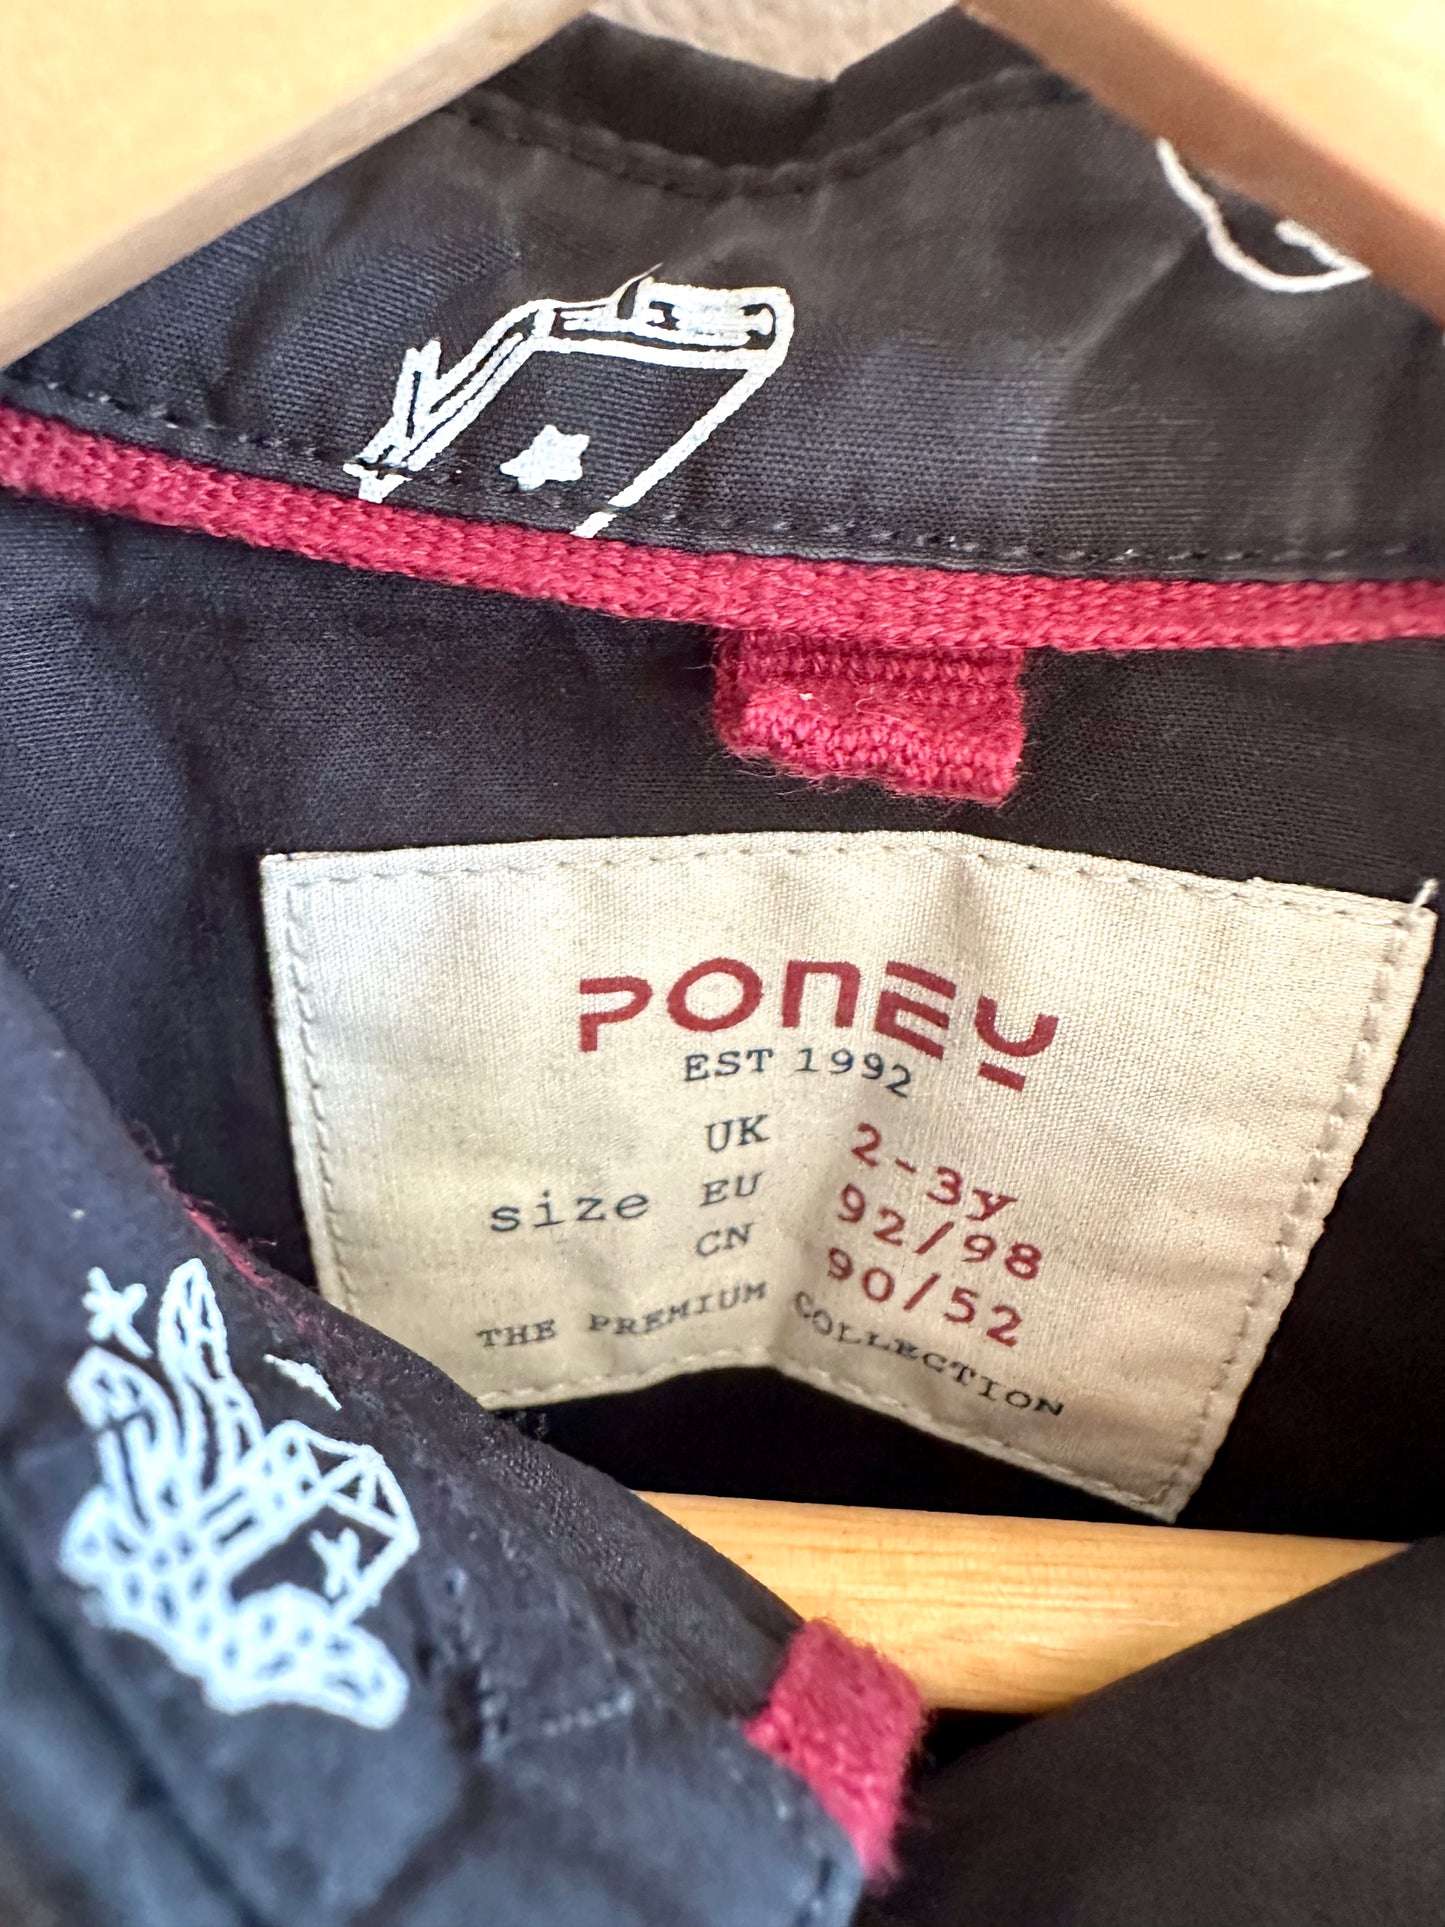 PONEY
EST 1992
UK 2-3y
size EU 92/98
CN 90/52
THE PREMIUM COLLECTION